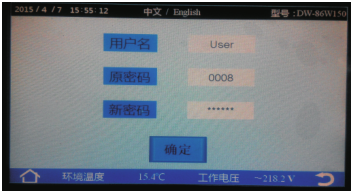 2015 / 4 / 7 15:55:12 中文 / English 型号:DW-86W150
用户名 User
原密码 0008
新密码 ******
确定
环境温度 15.4℃ 工作电压 ~218.2 V